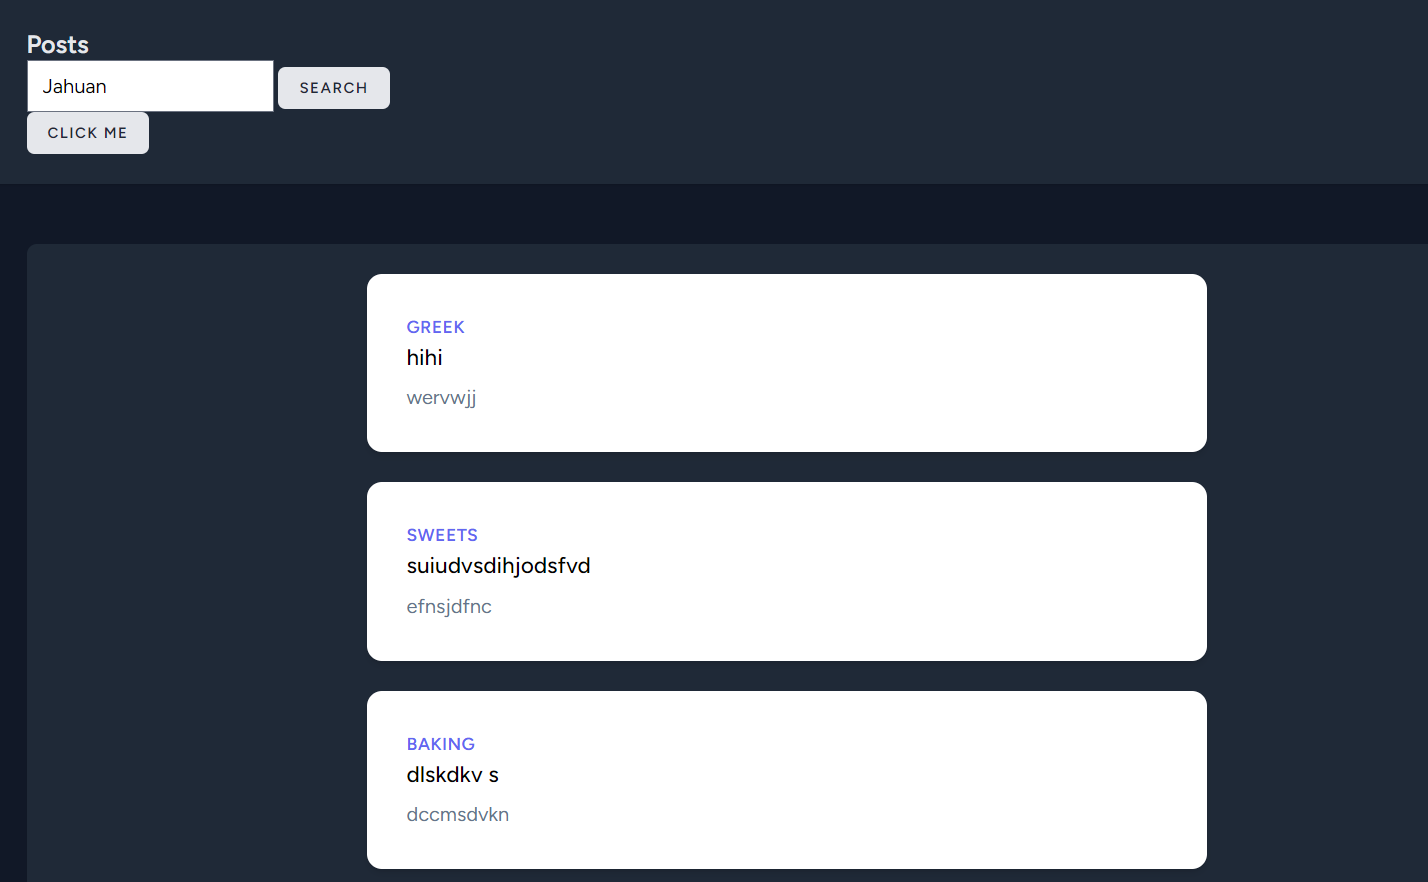 Posts
Jahuan SEARCH
CLICK ME
GREEK
hihi
wervwjj
SWEETS
suiudvsdihjodsfvd
efnsjdfnc
BAKING
dlskdkv s
dccmsdvkn